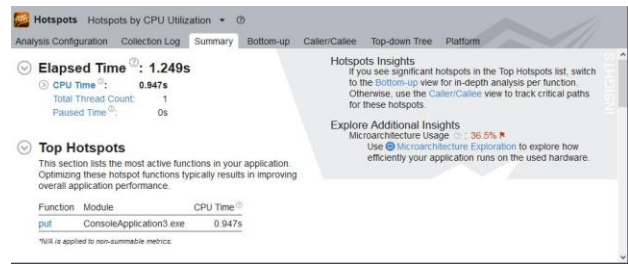 Hotspots Hotspots by CPU Utilization
Analysis Configuration Collection Log Summary Bottom-up Caller/Callee Top-down Tree Platform
Elapsed Time : 1.249s
CPU Time : 0.947s
Total Thread Count: 1
Paused Time : 0s
Top Hotspots
This section lists the most active functions in your application.
Optimizing these hotspot functions typically results in improving
overall application performance.
Function Module CPU Time
put ConsoleApplication3.exe 0.947s
*N/A is applied to non-summable metrics.
Hotspots Insights
If you see significant hotspots in the Top Hotspots list, switch
to the Bottom-up view for in-depth analysis per function.
Otherwise, use the Caller/Callee view to track critical paths
for these hotspots.
Explore Additional Insights
Microarchitecture Usage : 36.5%
Use Microarchitecture Exploration to explore how
efficiently your application runs on the used hardware.
INSIGHTS